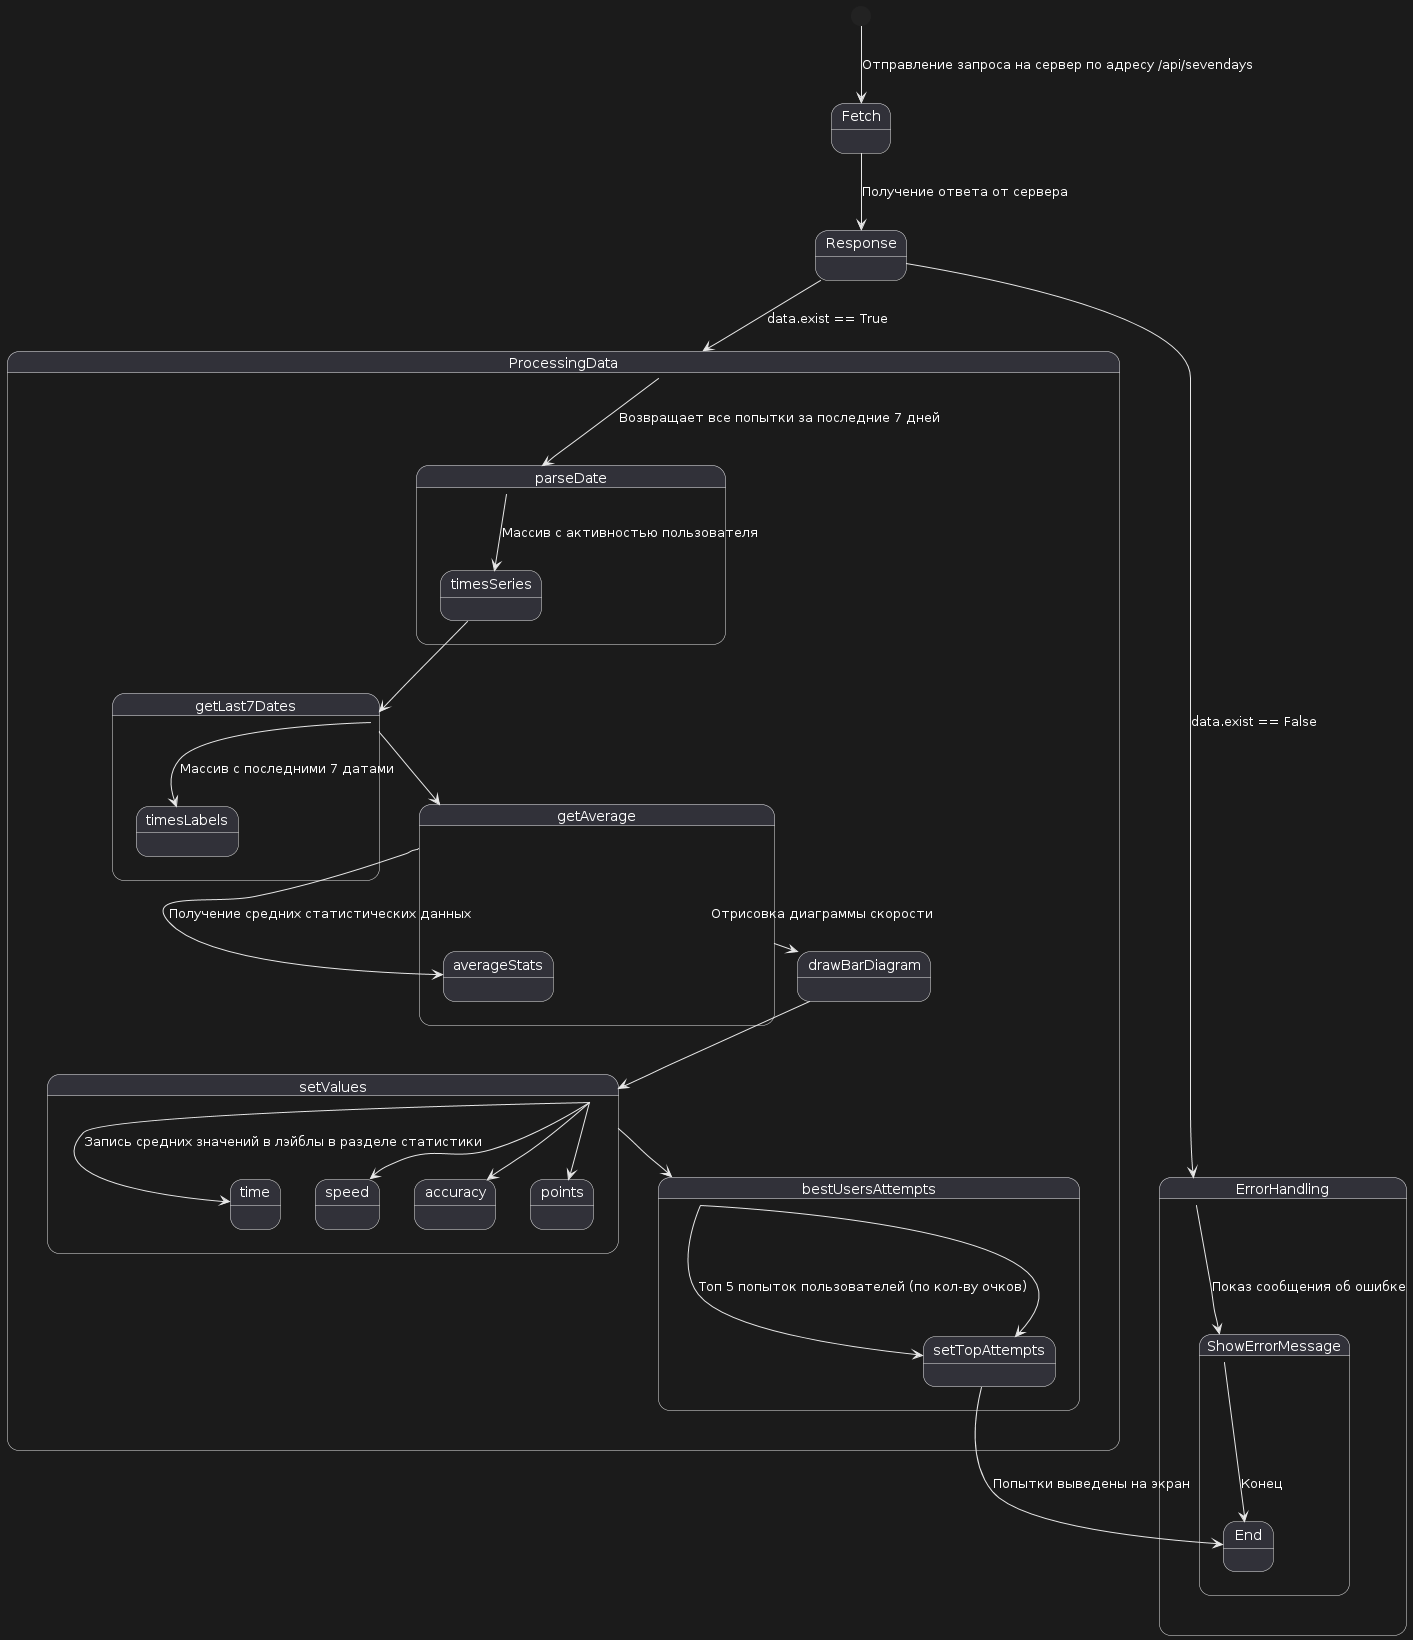 Отправление запроса на сервер по адресу /api/sevendays
Fetch
Получение ответа от сервера
Response
data.exist == True
ProcessingData
Возвращает все попытки за последние 7 дней
parseDate
Массив с активностью пользователя
timesSeries
getLast7Dates
data.exist == False
Массив с последними 7 датами
timesLabels
getAverage
Получение средних статистических данных
Отрисовка диаграммы скорости
averageStats
drawBarDiagram
setValues
Запись средних значений в лэйблы в разделе статистики
time
speed
accuracy
points
bestUsersAttempts
ErrorHandling
Топ 5 попыток пользователей (по кол-ву очков)
Показ сообщения об ошибке
setTopAttempts
ShowErrorMessage
Попытки выведены на экран
Конец
End